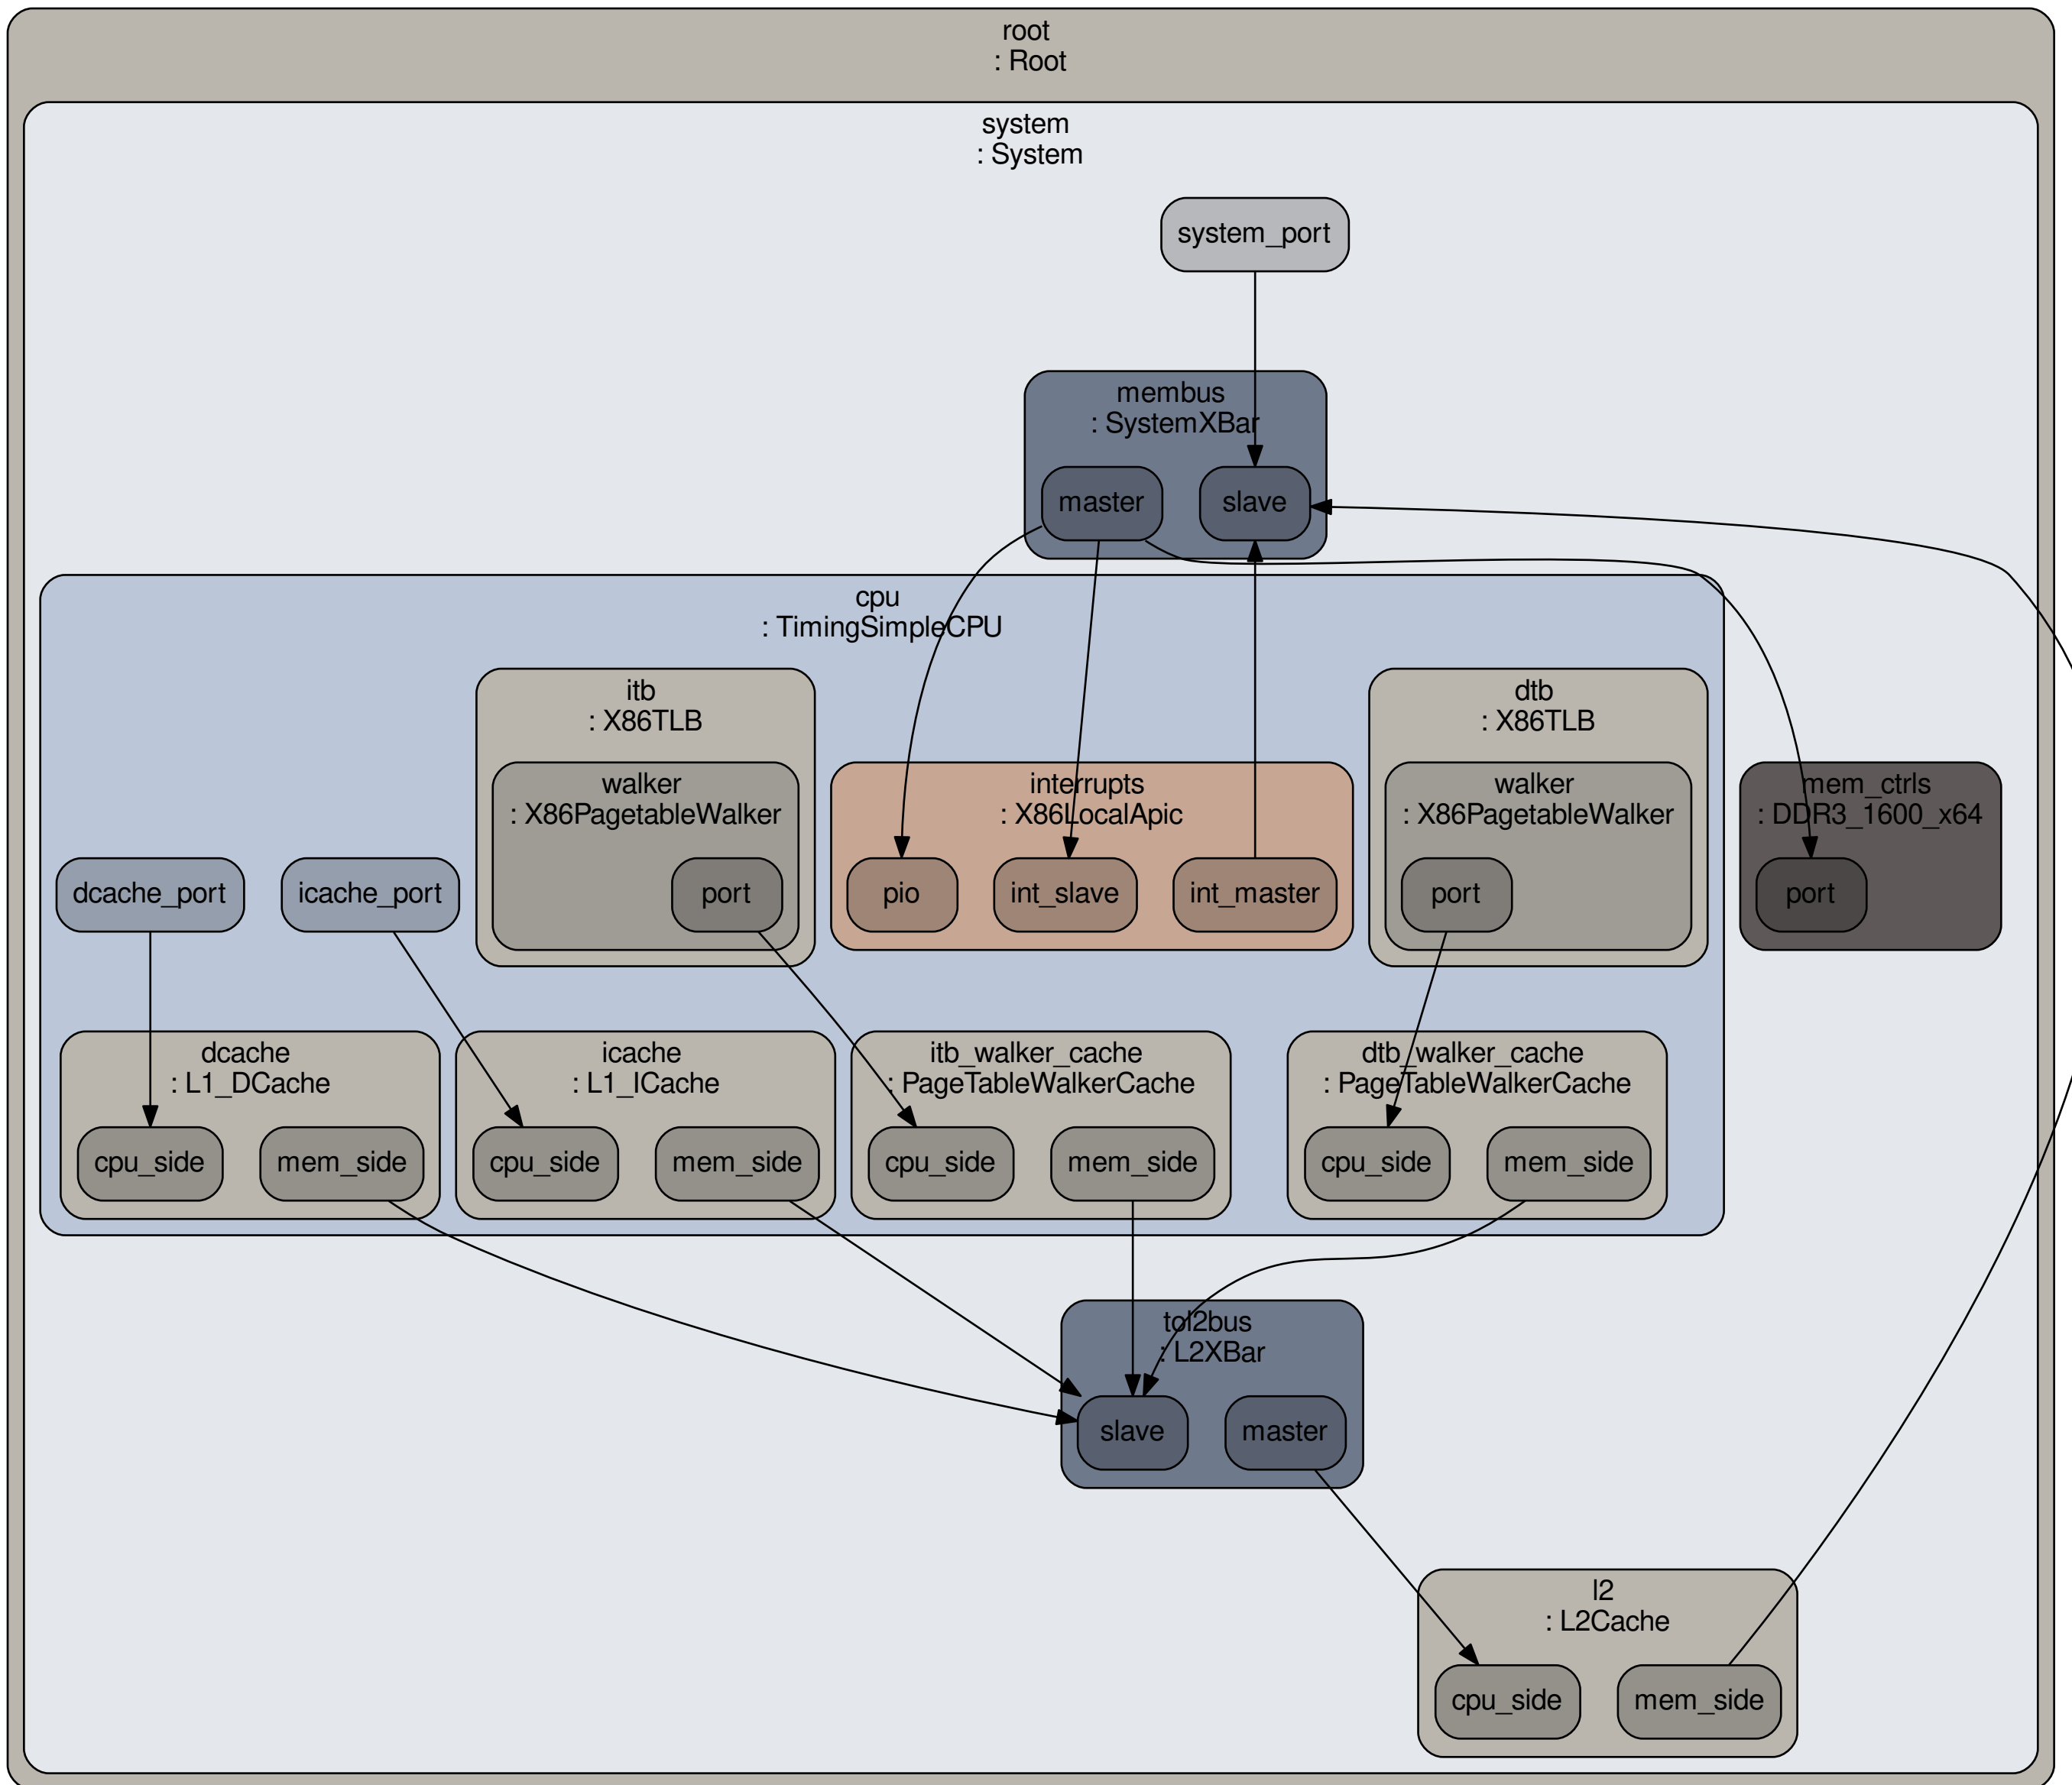 root
: Root
system
: System
system_port
membus
: SystemXBar
master
slave
cpu
: TimingSimpleCPU
itb
: X86TLB
walker
: X86PagetableWalker
port
interrupts
: X86LocalApic
pio
int_slave
int_master
dtb
: X86TLB
walker
: X86PagetableWalker
port
mem_ctrls
: DDR3_1600_x64
port
dcache_port
icache_port
dcache
: L1_DCache
cpu_side
mem_side
icache
: L1_ICache
cpu_side
mem_side
itb_walker_cache
: PageTableWalkerCache
cpu_side
mem_side
dtb_walker_cache
: PageTableWalkerCache
cpu_side
mem_side
tol2bus
: L2XBar
slave
master
l2
: L2Cache
cpu_side
mem_side